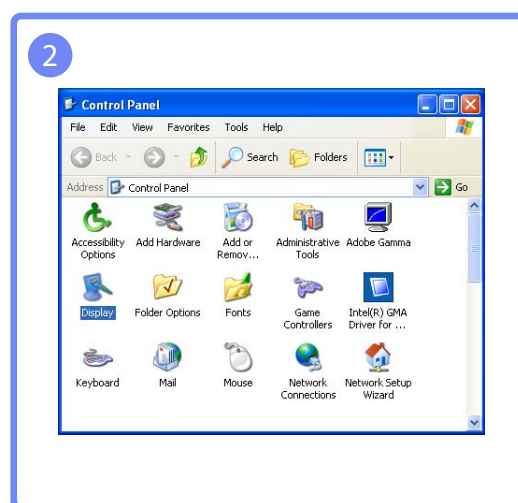 2
Control Panel
File Edit View Favorites Tools Help
Back Search Folders
Address Control Panel Go
Accessibility Options Add Hardware Add or Remov... Administrative Tools Adobe Gamma
Display Folder Options Fonts Game Controllers Intel(R) GMA Driver for ...
Keyboard Mail Mouse Network Connections Network Setup Wizard